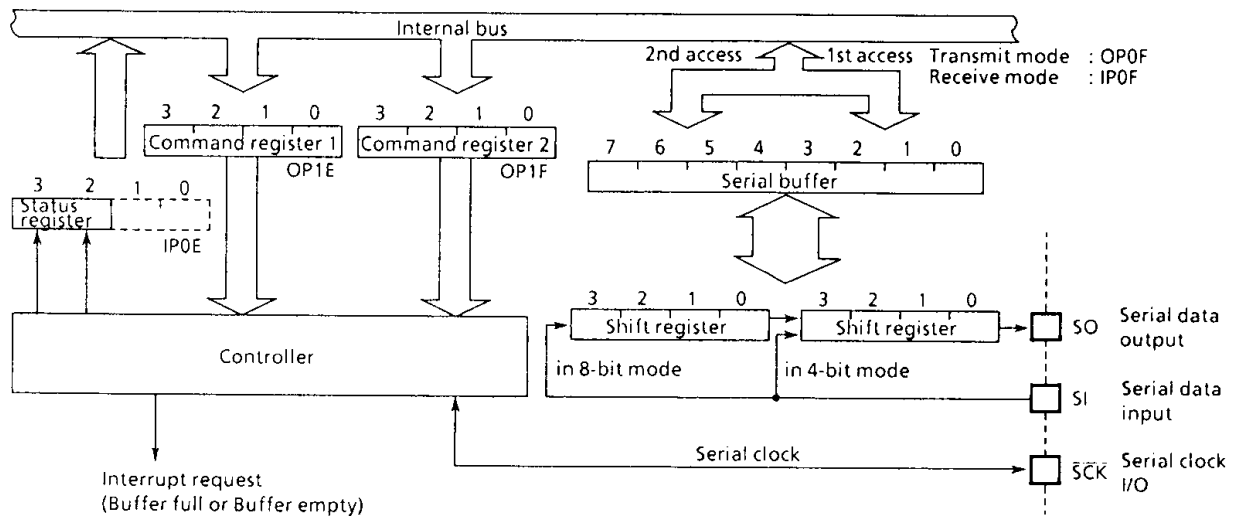 Internal bus
2nd access
1st access
Transmit mode : OP0F
Receive mode : IP0F
3 2 1 0
Command register 1
OP1E
3 2 1 0
Command register 2
OP1F
7 6 5 4 3 2 1 0
Serial buffer
3 2 1 0
Status
register
IP0E
3 2 1 0
Shift register
3 2 1 0
Shift register
SO
Serial data
output
Controller
in 8-bit mode
in 4-bit mode
SI
Serial data
input
Serial clock
SCK
Serial clock
I/O
Interrupt request
(Buffer full or Buffer empty)